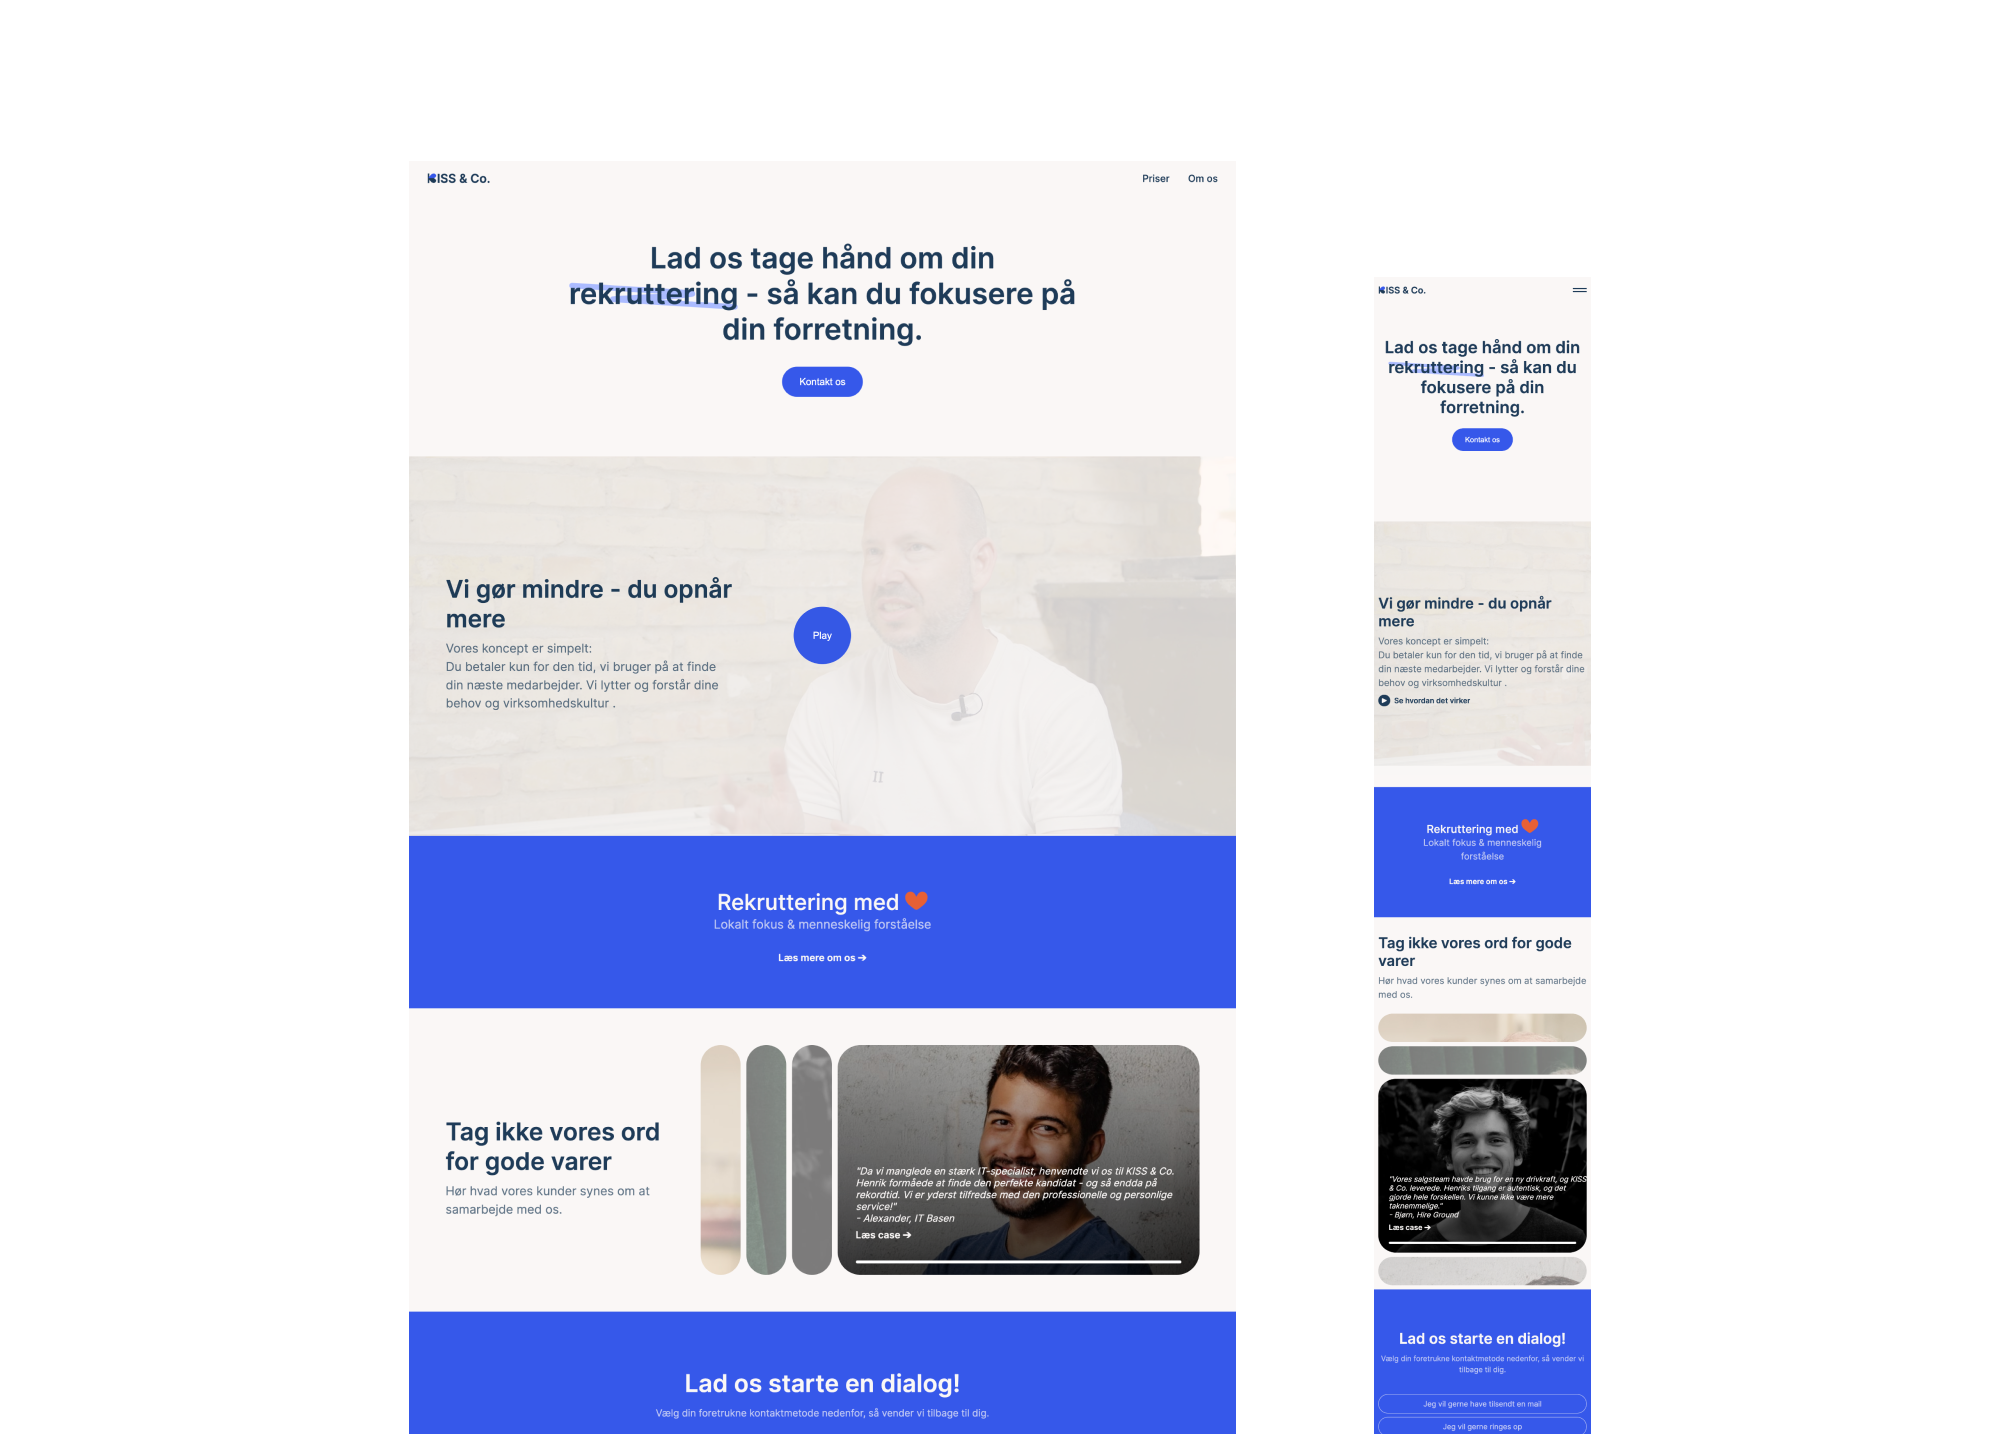 KISS & Co.
Priser
Om os
Lad os tage hånd om din
rekruttering - så kan du fokusere på
din forretning.
Kontakt os
Vi gør mindre - du opnår
mere
Vores koncept er simpelt:
Du betaler kun for den tid, vi bruger på at finde
din næste medarbejder. Vi lytter og forstår dine
behov og virksomhedskultur .
Play
Rekruttering med
Lokalt fokus & menneskelig forståelse
Læs mere om os →
Tag ikke vores ord
for gode varer
Hør hvad vores kunder synes om at
samarbejde med os.
"Da vi manglede en stærk IT-specialist, henvendte vi os til KISS & Co.
Henrik formåede at finde den perfekte kandidat - og så endda på
rekordtid. Vi er yderst tilfredse med den professionelle og personlige
service!"
- Alexander, IT Basen
Læs case →
Lad os starte en dialog!
Vælg din foretrukne kontaktmetode nedenfor, så vender vi tilbage til dig.
KISS & Co.
Lad os tage hånd om din
rekruttering - så kan du
fokusere på din
forretning.
Kontakt os
Vi gør mindre - du opnår
mere
Vores koncept er simpelt:
Du betaler kun for den tid, vi bruger på at finde
din næste medarbejder. Vi lytter og forstår dine
behov og virksomhedskultur .
Se hvordan det virker
Rekruttering med
Lokalt fokus & menneskelig
forståelse
Læs mere om os →
Tag ikke vores ord for gode
varer
Hør hvad vores kunder synes om at samarbejde
med os.
"Vores salgsteam havde brug for en ny drivkraft, og KISS
& Co. leverede. Henriks tilgang er autentisk, og det
gjorde hele forskellen. Vi kunne ikke være mere
taknemmelige."
- Bjørn, Hire Ground
Læs case →
Lad os starte en dialog!
Vælg din foretrukne kontaktmetode nedenfor, så vender vi
tilbage til dig.
Jeg vil gerne have tilsendt en mail
Jeg vil gerne ringes op